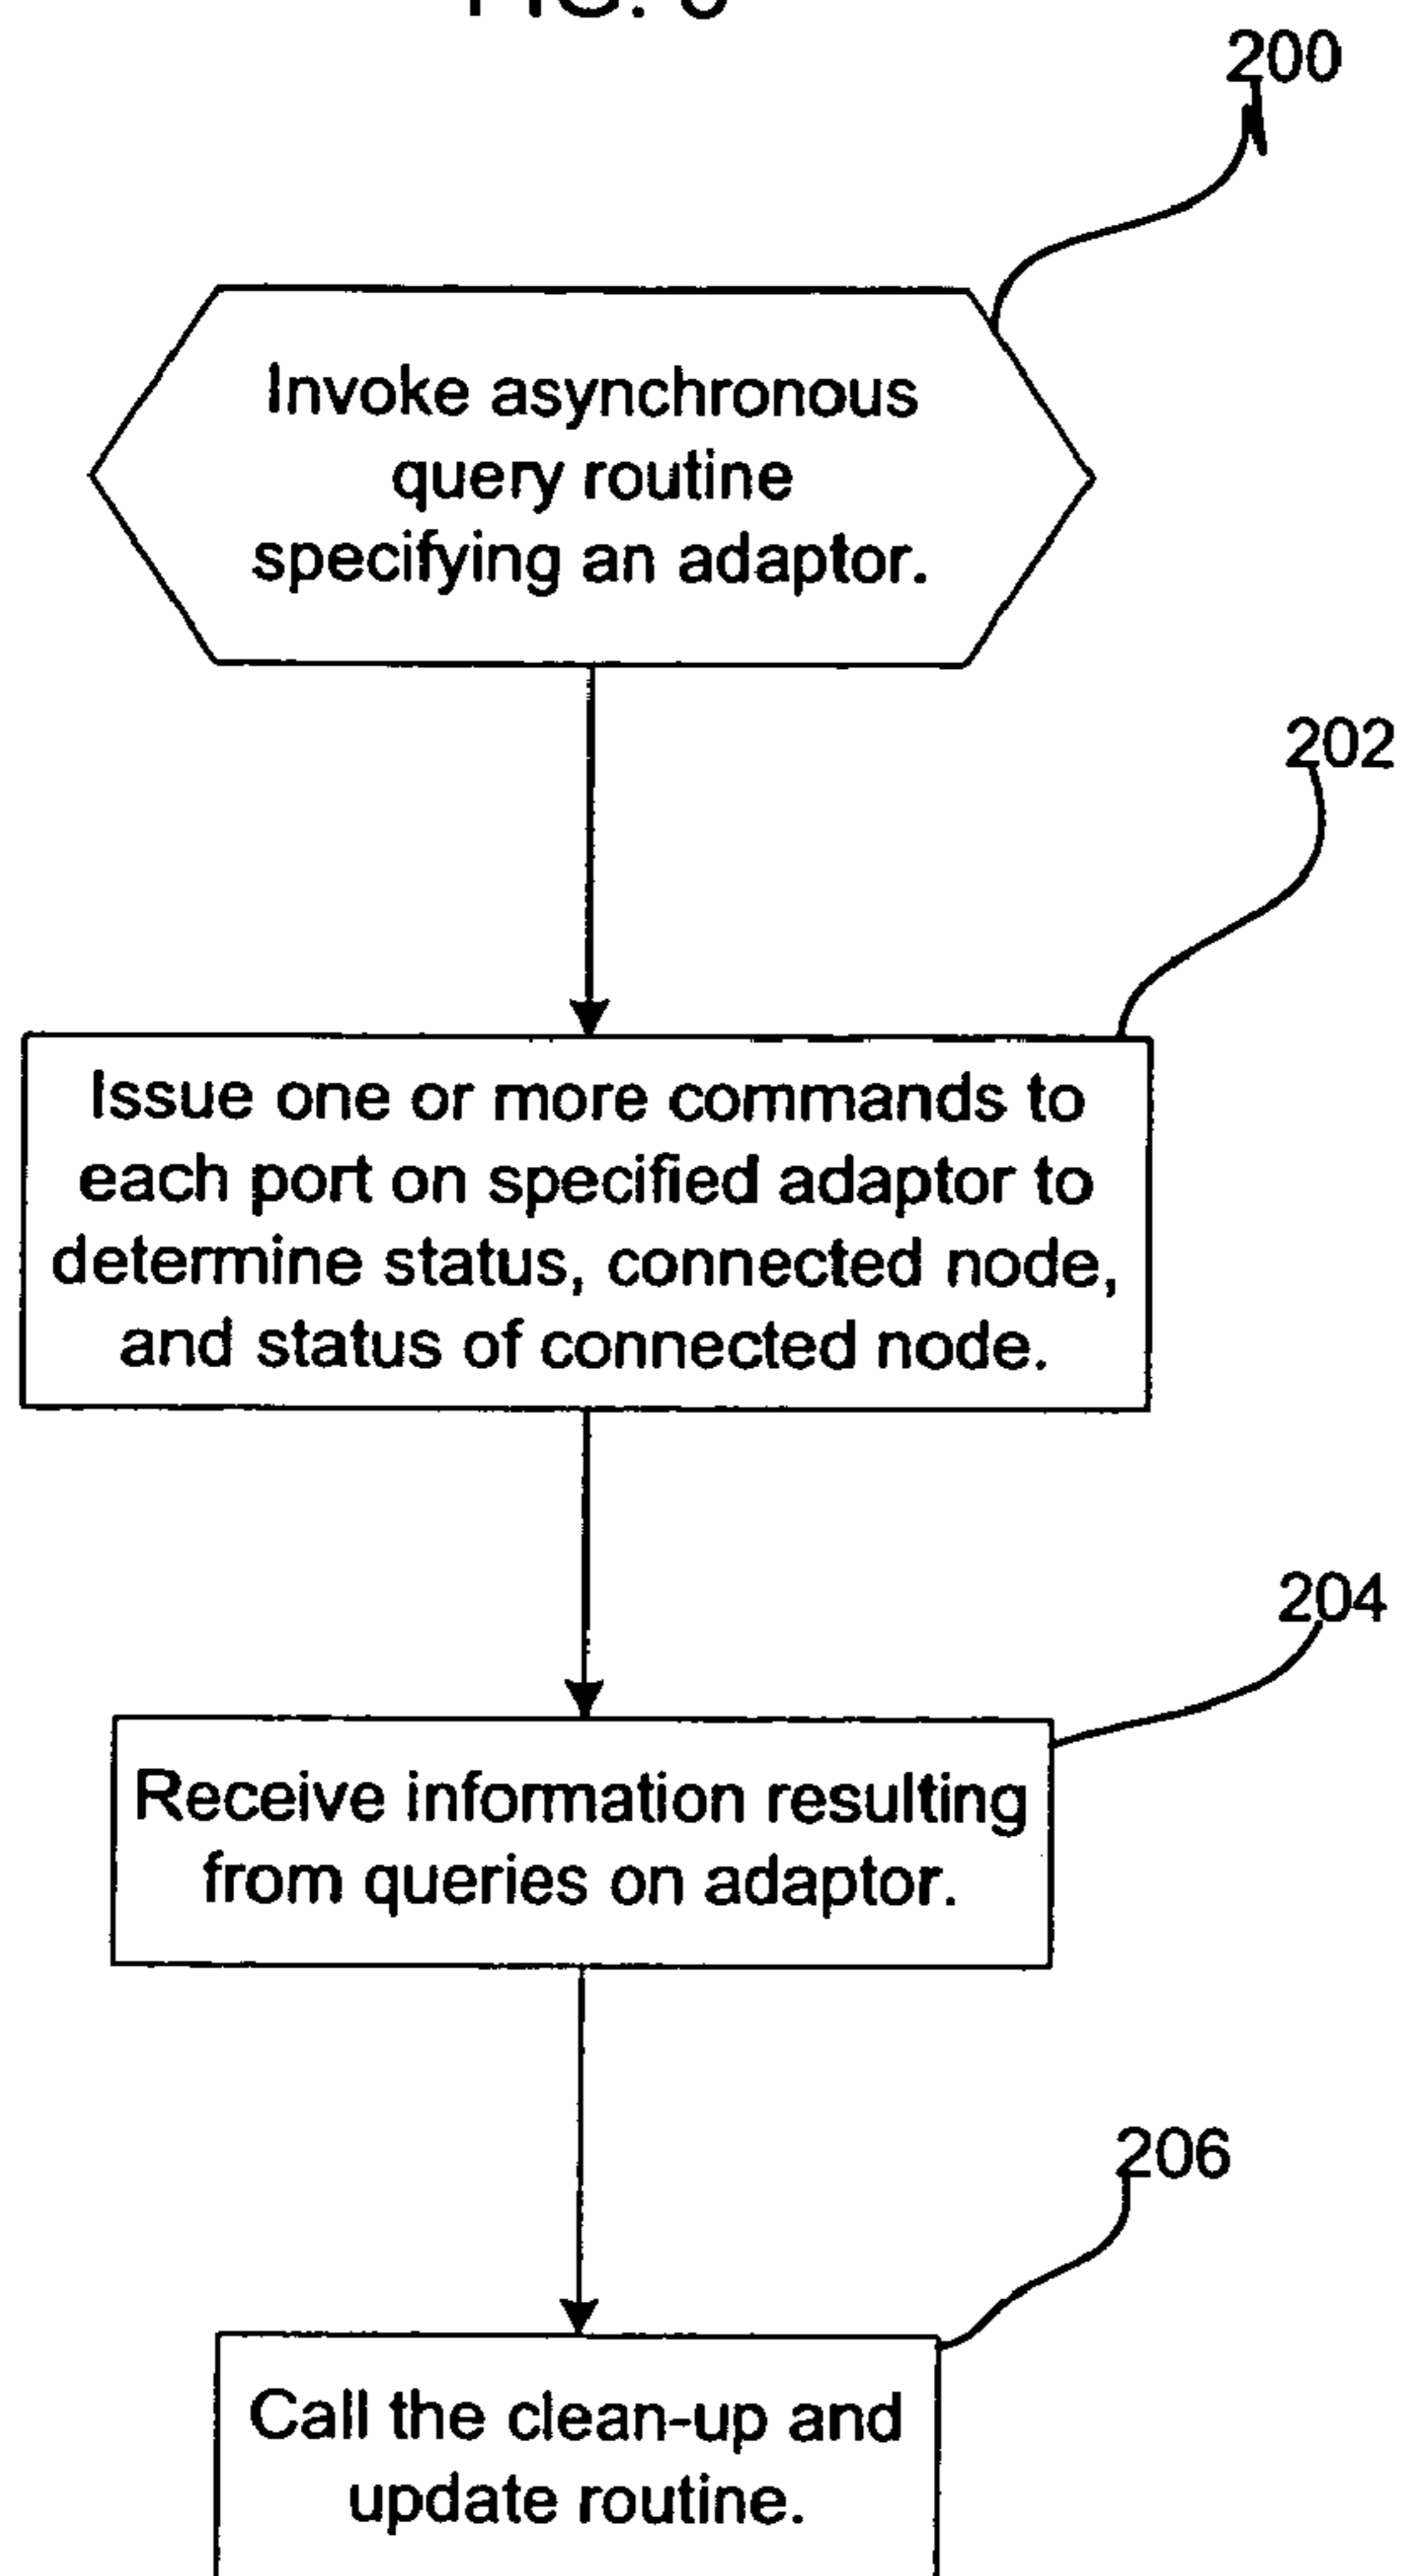 200
Invoke asynchronous
query routine
specifying an adaptor.
202
Issue one or more commands to
each port on specified adaptor to
determine status, connected node,
and status of connected node.
204
Receive information resulting
from queries on adaptor.
206
Call the clean-up and
update routine.